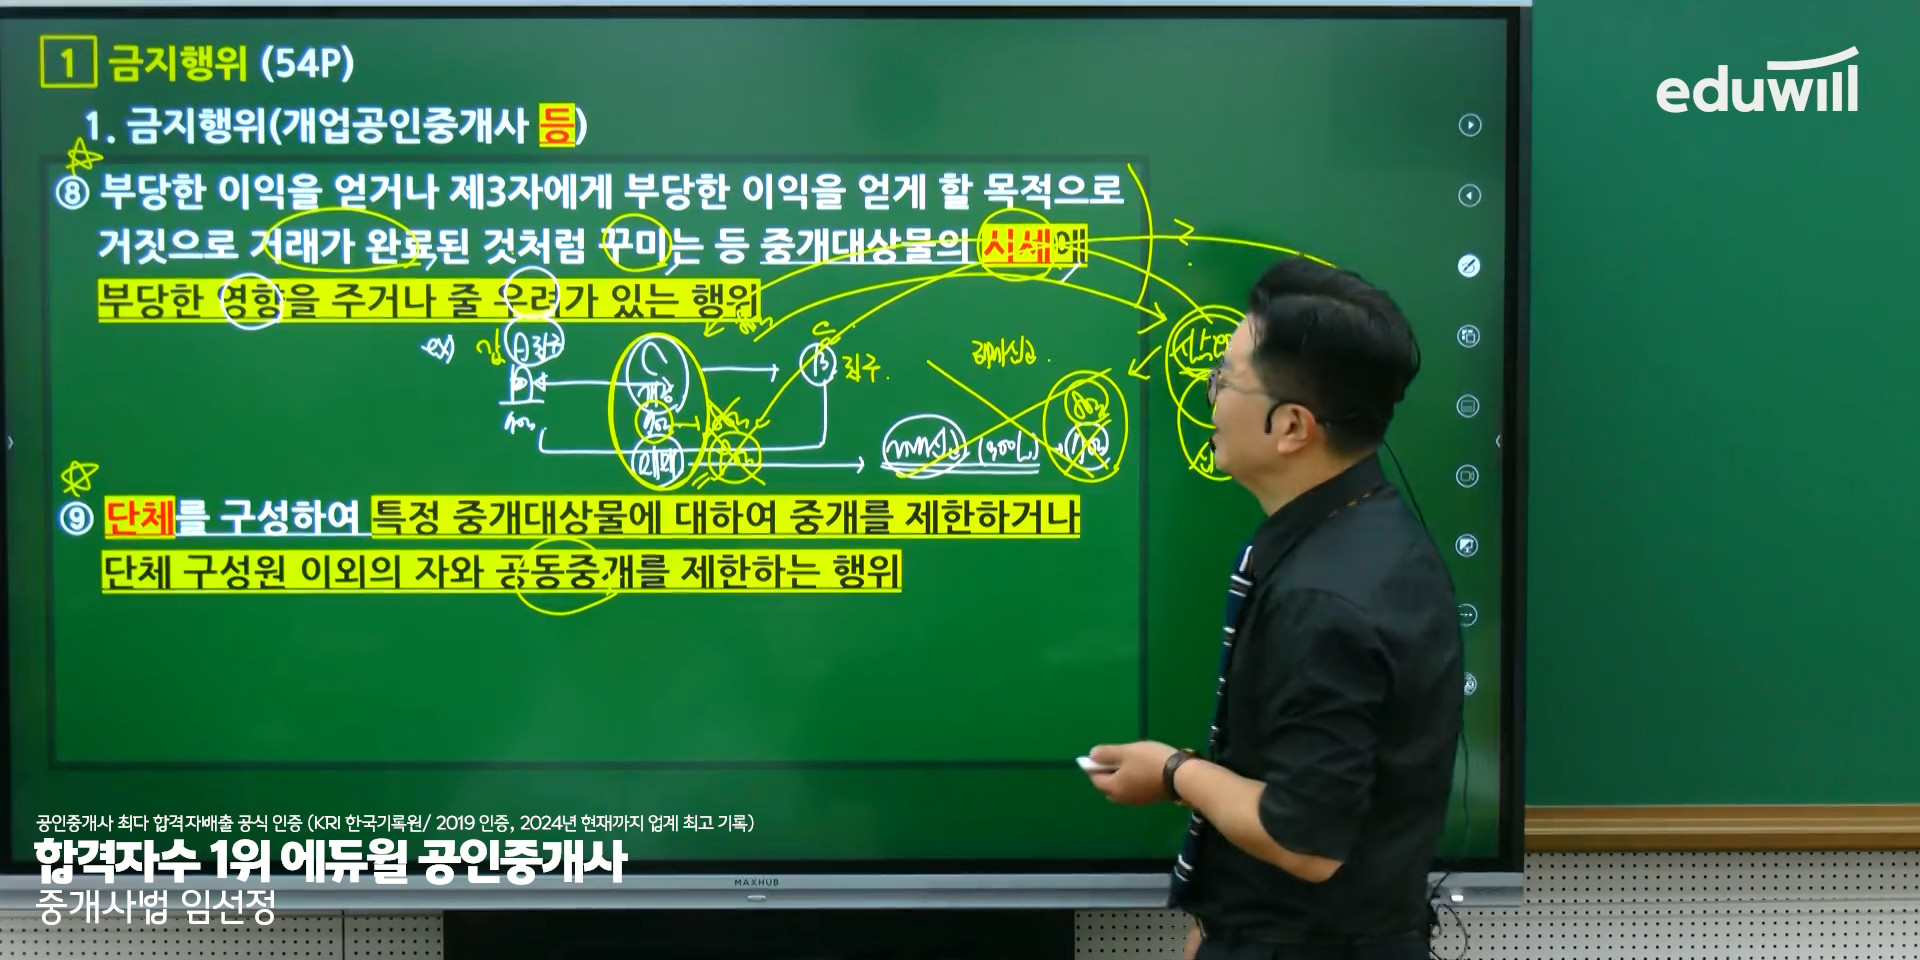 1 금지행위 (54P)
eduwill
1. 금지행위(개업공인중개사 등)
⑧ 부당한 이익을 얻거나 제3자에게 부당한 이익을 얻게 할 목적으로
거짓으로 거래가 완료된 것처럼 꾸미는 등 중개대상물의 시세에
부당한 영향을 주거나 줄 우려가 있는 행위
ex)
⑨ 단체를 구성하여 특정 중개대상물에 대하여 중개를 제한하거나
단체 구성원 이외의 자와 공동중개를 제한하는 행위
공인중개사 최다 합격자배출 공식 인증 (KRI 한국기록원/ 2019 인증, 2024년 현재까지 업계 최고 기록)
합격자수 1위 에듀윌 공인중개사
중개사법 임선정
MAXHUB